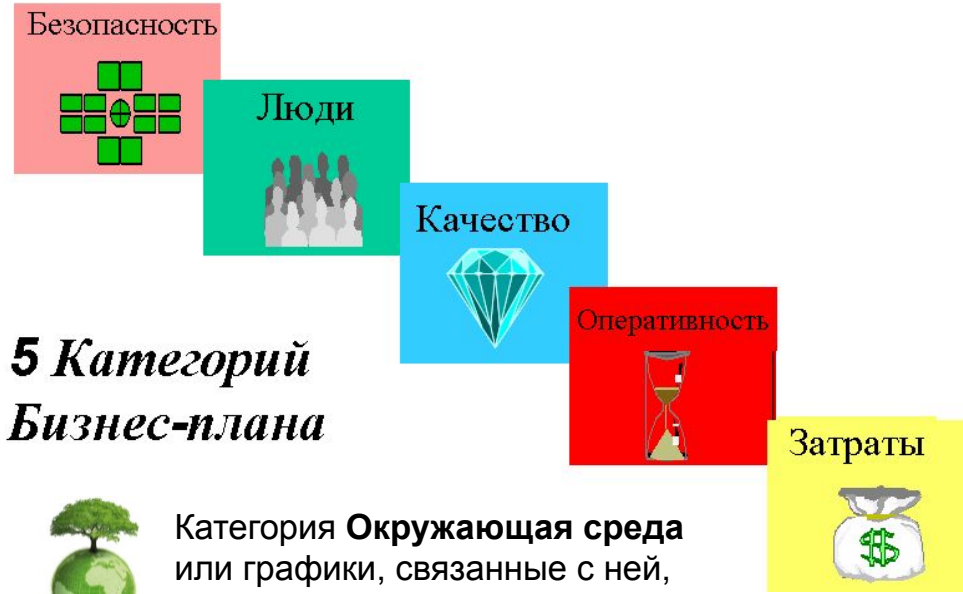 Безопасность
Люди
Качество
Оперативность
Затраты
5 Категорий
Бизнес-плана
Категория Окружающая среда
или графики, связанные с ней,
$